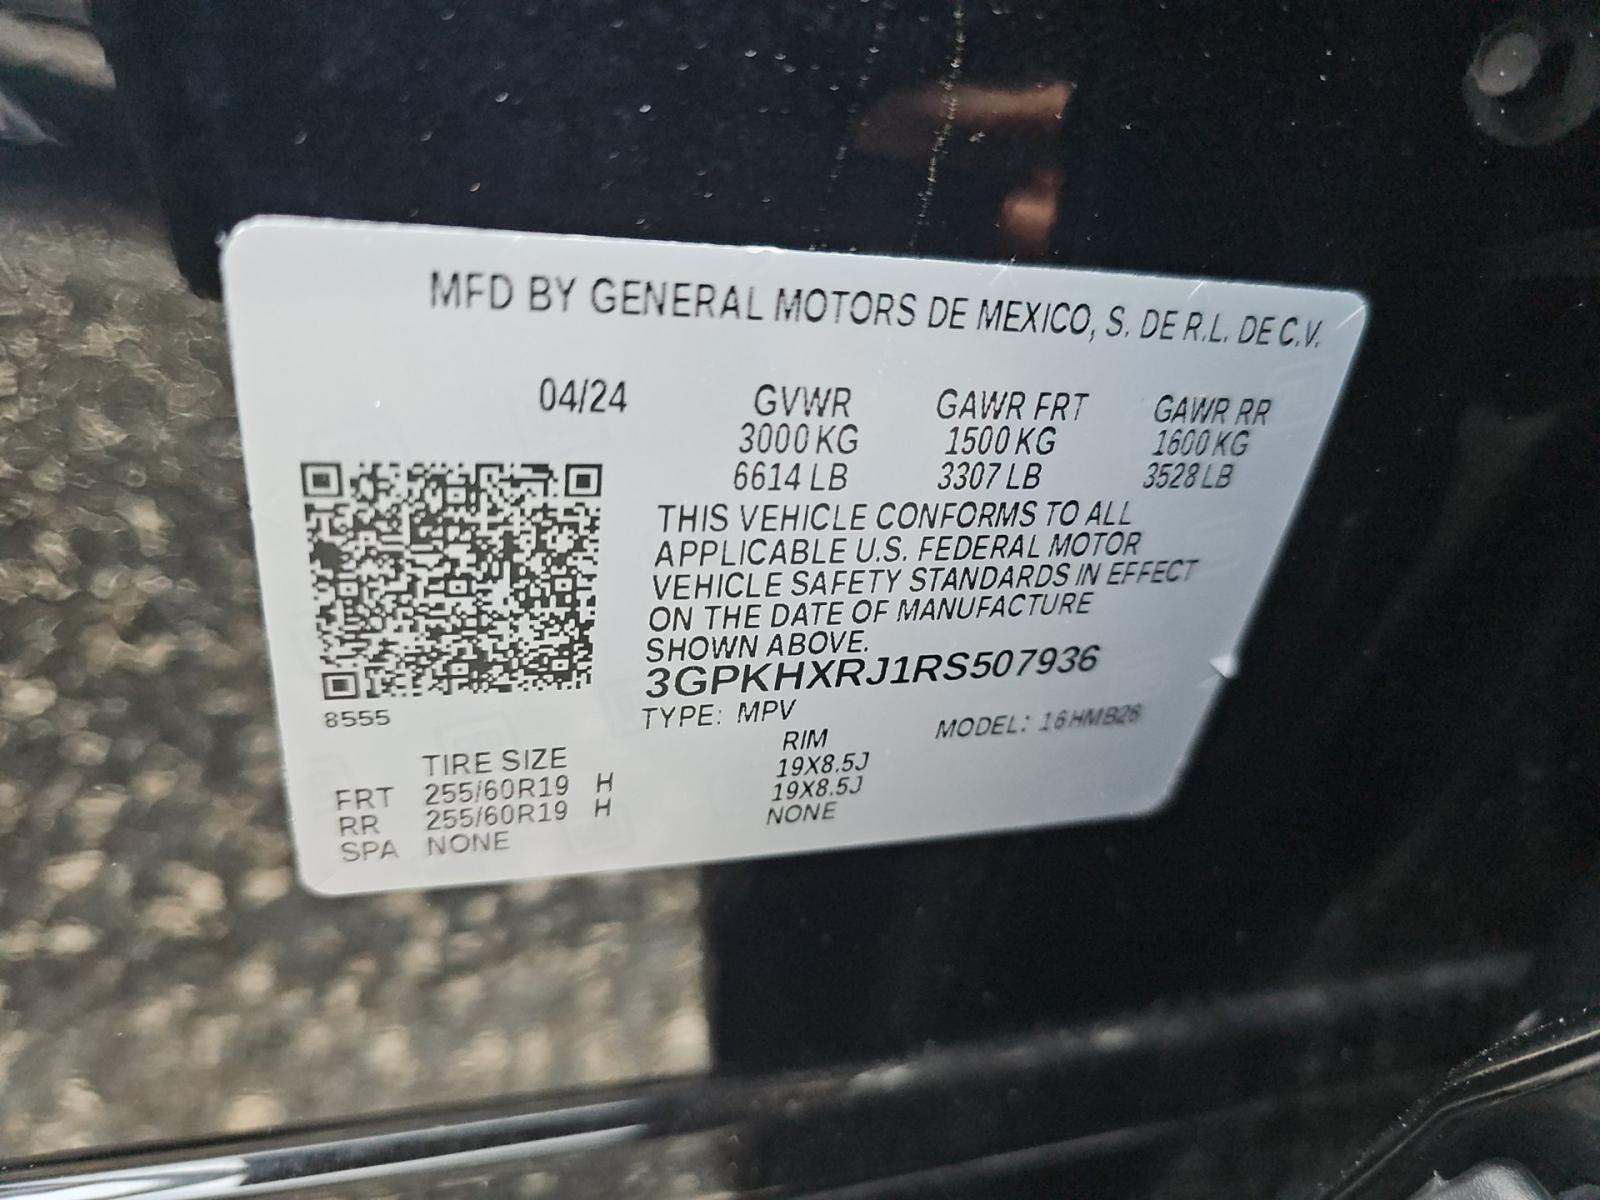 MFD BY GENERAL MOTORS DE MEXICO, S. DE R.L. DE C.V.
04/24 GVWR GAWR FRT GAWR RR
3000 KG 1500 KG 1600 KG
6614 LB 3307 LB 3528 LB
THIS VEHICLE CONFORMS TO ALL
APPLICABLE U.S. FEDERAL MOTOR
VEHICLE SAFETY STANDARDS IN EFFECT
ON THE DATE OF MANUFACTURE
SHOWN ABOVE.
3GPKHXRJ1RS507936
8555
TYPE: MPV MODEL: 16HMB26
TIRE SIZE RIM
FRT 255/60R19 H 19X8.5J
RR 255/60R19 H 19X8.5J
SPA NONE NONE